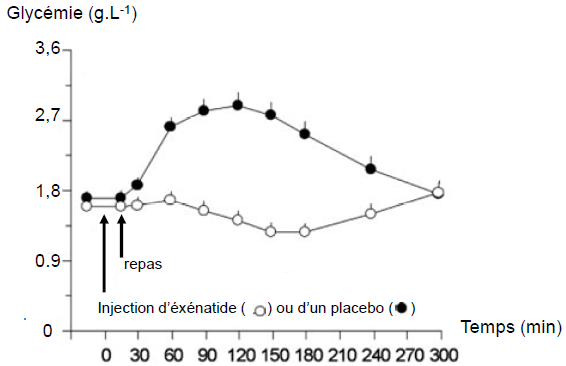 Glycémie (g.L-1)
3,6
2,7
1,8
0,9
0
repas
Injection d'éxénatide ( ) ou d'un placebo ( )
Temps (min)
0 30 60 90 120 150 180 210 240 270 300